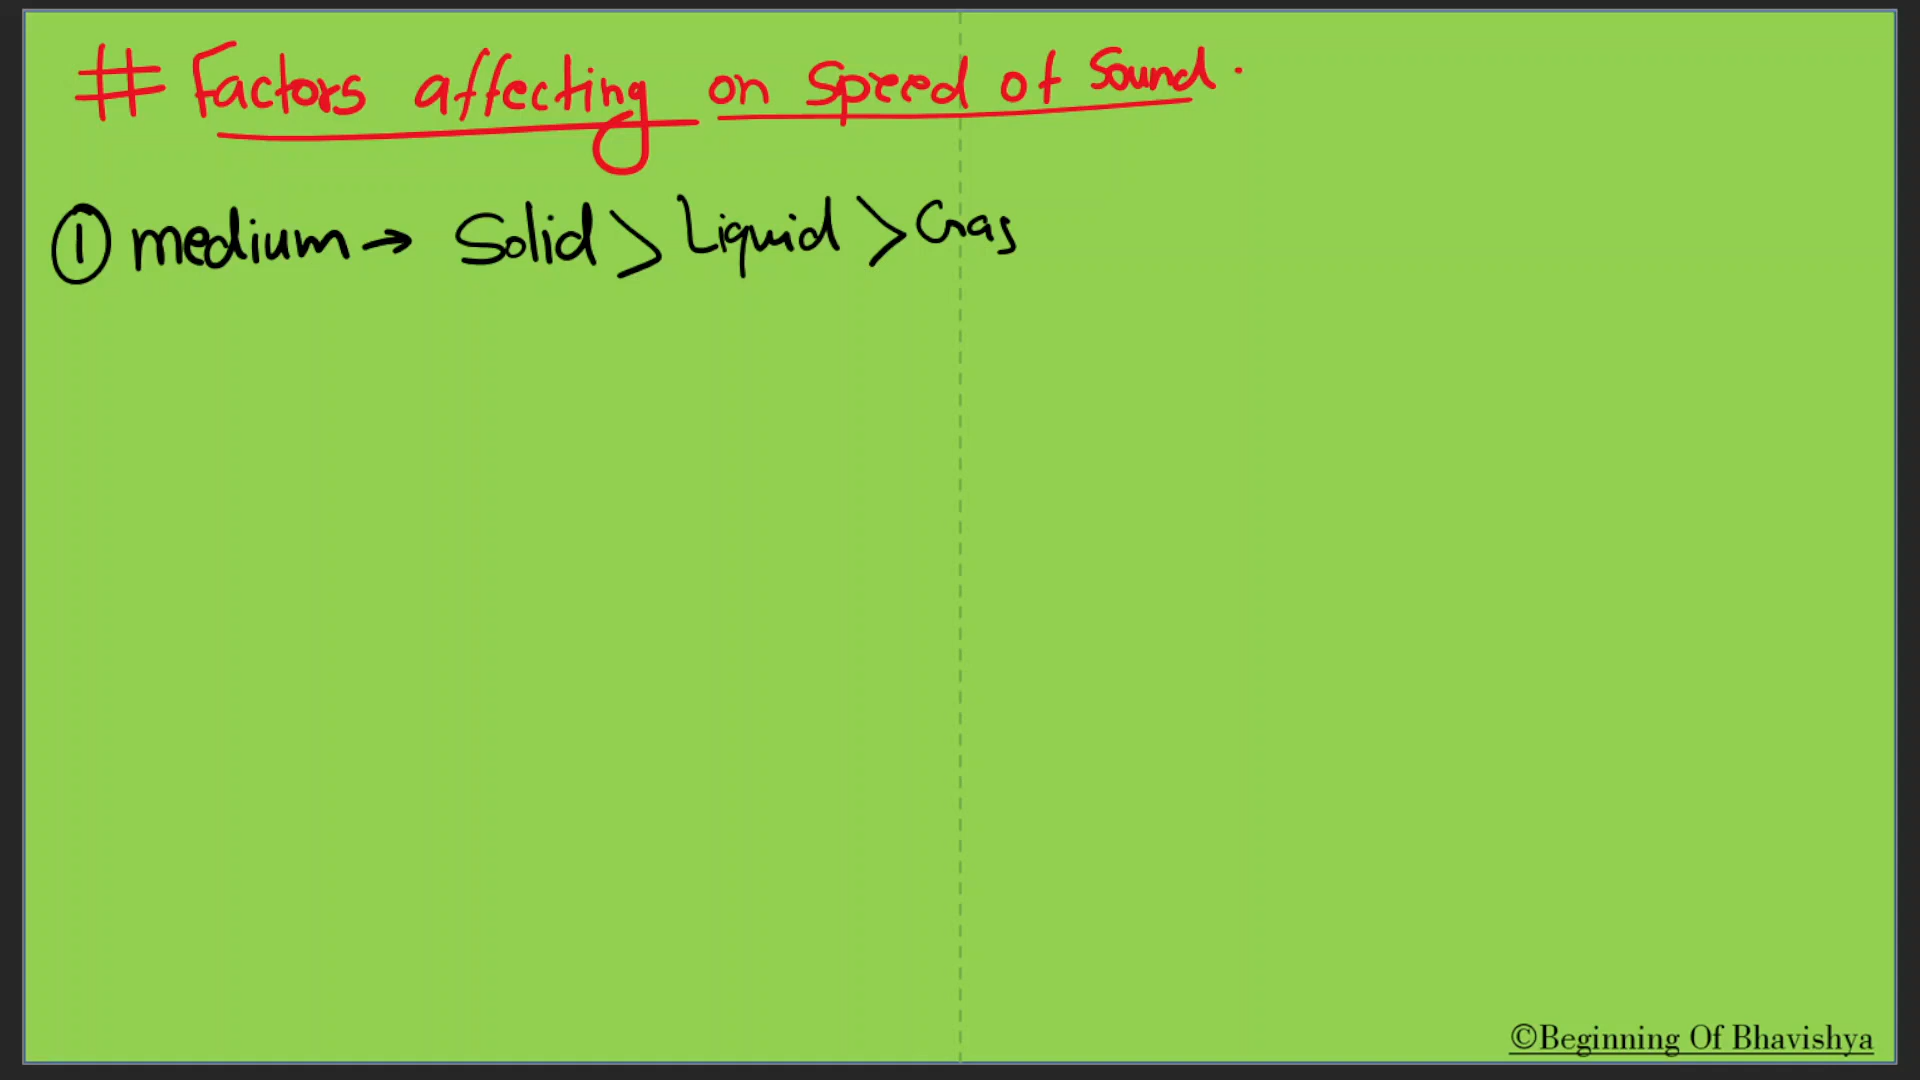 # Factors affecting on speed of sound.
① medium → Solid > Liquid > Gas
©Beginning Of Bhavishya